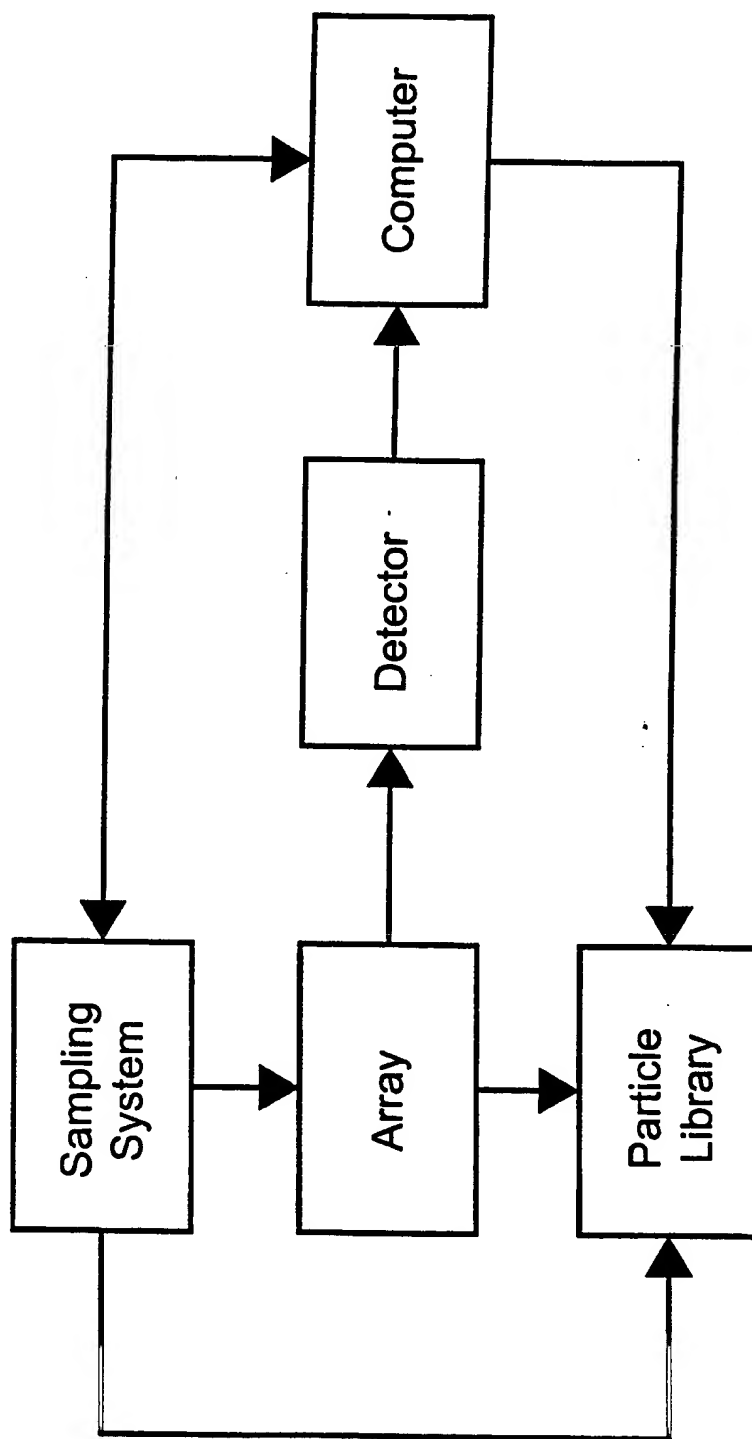 Sampling
System
Array
Particle
Library
Detector
Computer